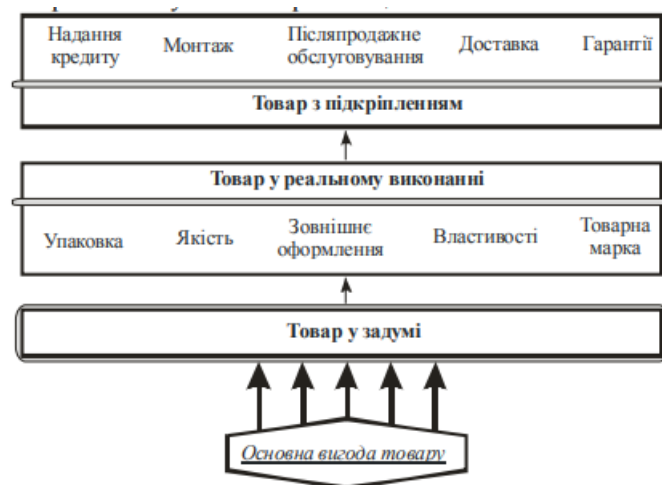 Надання кредиту
Монтаж
Післяпродажне обслуговування
Доставка
Гарантії
Товар з підкріпленням
Товар у реальному виконанні
Упаковка
Якість
Зовнішнє оформлення
Властивості
Товарна марка
Товар у задумі
Основна вигода товару